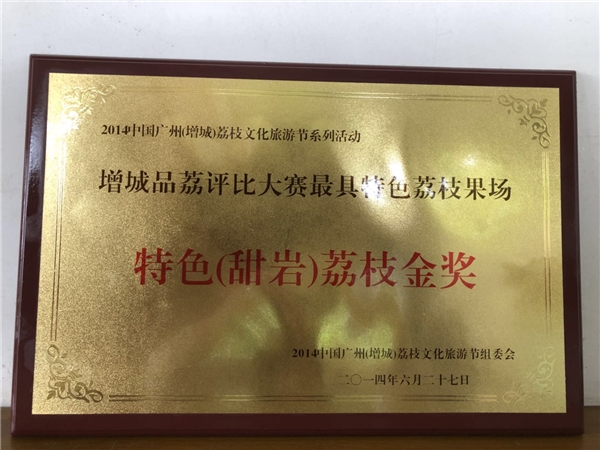 2014中国广州(增城)荔枝文化旅游节系列活动
增城品荔评比大赛最具特色荔枝果场
特色(甜岩)荔枝金奖
2014中国广州(增城)荔枝文化旅游节组委会
二〇一四年六月二十七日